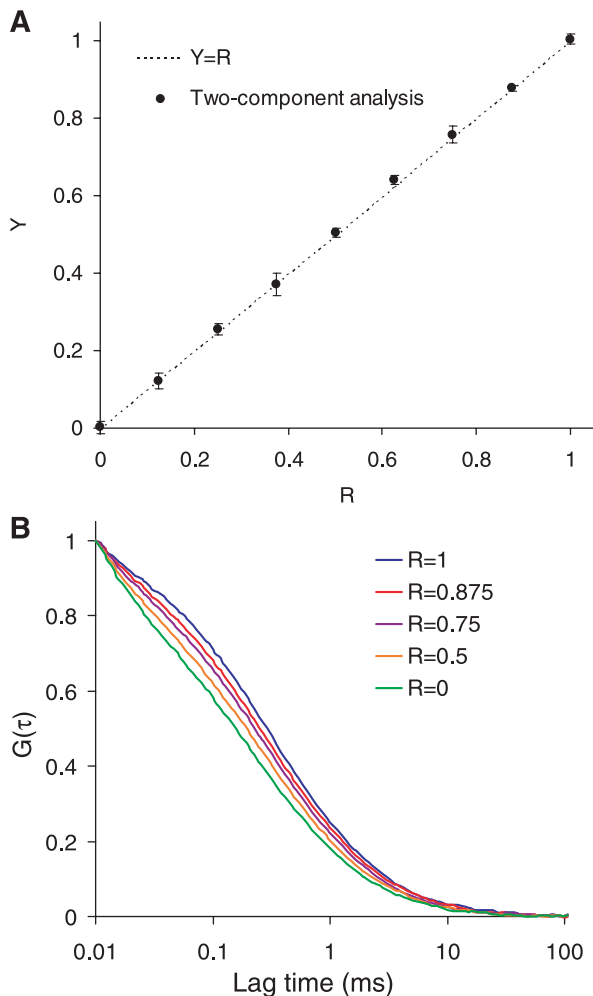 A
1
Y=R
Two-component analysis
0.8
0.6
Y
0.4
0.2
0
0 0.2 0.4 0.6 0.8 1
R
B
1
R=1
R=0.875
0.8
R=0.75
R=0.5
0.6
R=0
G(τ)
0.4
0.2
0
0.01 0.1 1 10 100
Lag time (ms)